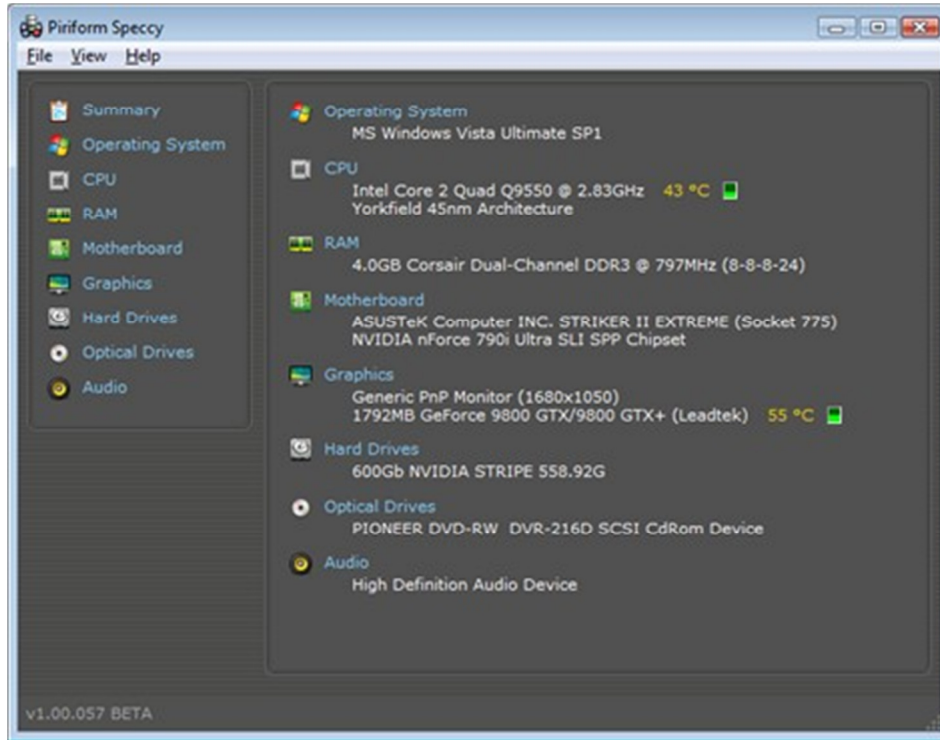 Piriform Speccy
File View Help
Summary
Operating System
CPU
RAM
Motherboard
Graphics
Hard Drives
Optical Drives
Audio
Operating System
MS Windows Vista Ultimate SP1
CPU
Intel Core 2 Quad Q9550 @ 2.83GHz 43 °C
Yorkfield 45nm Architecture
RAM
4.0GB Corsair Dual-Channel DDR3 @ 797MHz (8-8-8-24)
Motherboard
ASUSTeK Computer INC. STRIKER II EXTREME (Socket 775)
NVIDIA nForce 790i Ultra SLI SPP Chipset
Graphics
Generic PnP Monitor (1680x1050)
1792MB GeForce 9800 GTX/9800 GTX+ (Leadtek) 55 °C
Hard Drives
600Gb NVIDIA STRIPE 558.92G
Optical Drives
PIONEER DVD-RW DVR-216D SCSI CdRom Device
Audio
High Definition Audio Device
v1.00.057 BETA